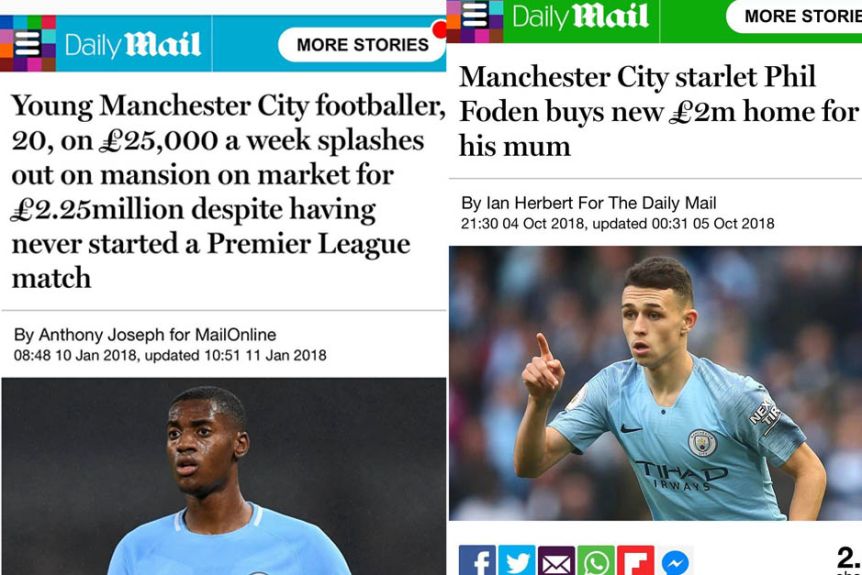 Daily Mail
MORE STORIES
Young Manchester City footballer,
20, on £25,000 a week splashes
out on mansion on market for
£2.25million despite having
never started a Premier League
match
By Anthony Joseph for MailOnline
08:48 10 Jan 2018, updated 10:51 11 Jan 2018
Daily Mail
MORE STORIE
Manchester City starlet Phil
Foden buys new £2m home for
his mum
By Ian Herbert For The Daily Mail
21:30 04 Oct 2018, updated 00:31 05 Oct 2018
NEX
TIR
TIHAD
IRWAYS
2.